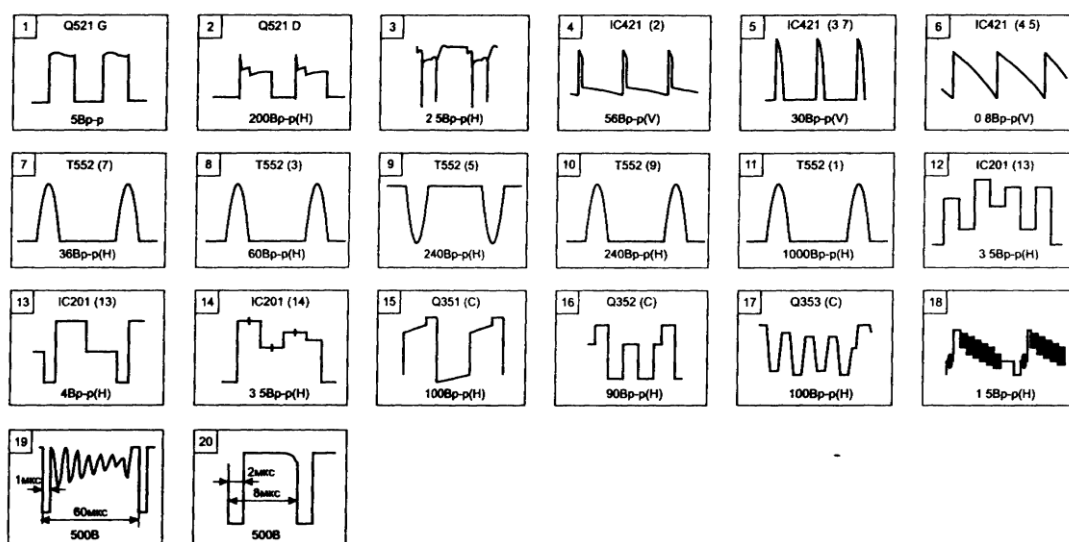 1 Q521 G
5Вр-р
2 Q521 D
200Вр-р(Н)
3
2 5Вр-р(Н)
4 IC421 (2)
56Вр-р(V)
5 IC421 (3 7)
30Вр-р(V)
6 IC421 (4 5)
0 8Вр-р(V)
7 T552 (7)
36Вр-р(Н)
8 T552 (3)
60Вр-р(Н)
9 T552 (5)
240Вр-р(Н)
10 T552 (9)
240Вр-р(Н)
11 T552 (1)
1000Вр-р(Н)
12 IC201 (13)
3 5Вр-р(Н)
13 IC201 (13)
4Вр-р(Н)
14 IC201 (14)
3 5Вр-р(Н)
15 Q351 (C)
100Вр-р(Н)
16 Q352 (C)
90Вр-р(Н)
17 Q353 (C)
100Вр-р(Н)
18
1 5Вр-р(Н)
19
1мкс
60мкс
500В
20
2мкс
8мкс
500В